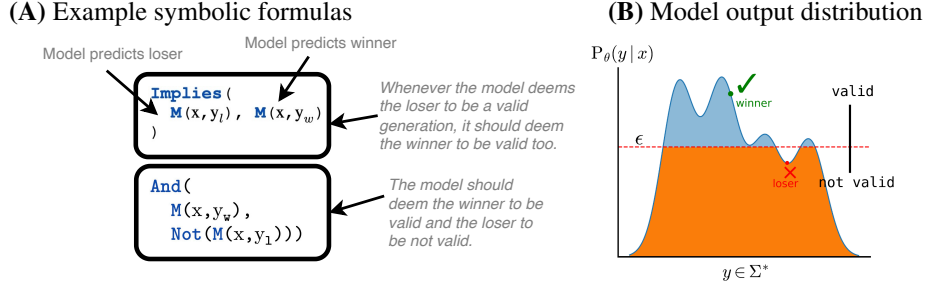 (A) Example symbolic formulas
Model predicts loser
Model predicts winner
Implies(
M(x,y_l), M(x,y_w)
)
Whenever the model deems
the loser to be a valid
generation, it should deem
the winner to be valid too.
And(
M(x,y_w),
Not(M(x,y_l)))
The model should
deem the winner to be
valid and the loser to
be not valid.
(B) Model output distribution
P_θ(y | x)
✓
winner
valid
ϵ
×
loser
not valid
y ∈ Σ*